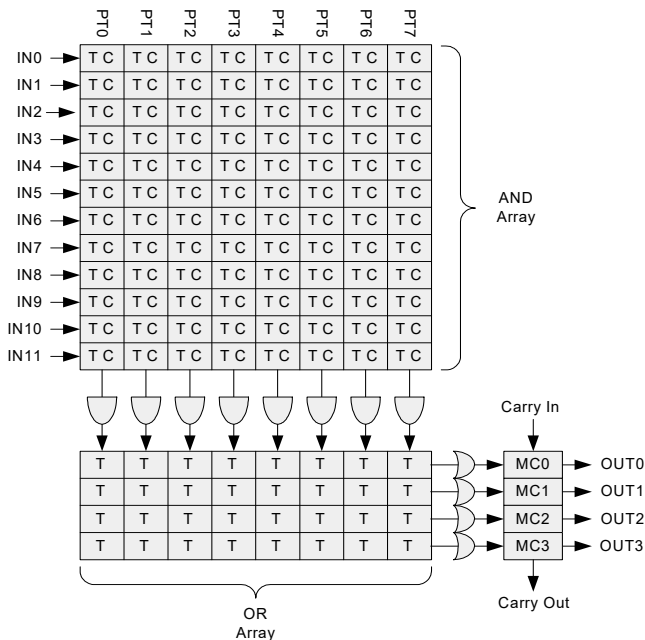 PT0 PT1 PT2 PT3 PT4 PT5 PT6 PT7
IN0 T C T C T C T C T C T C T C T C
IN1 T C T C T C T C T C T C T C T C
IN2 T C T C T C T C T C T C T C T C
IN3 T C T C T C T C T C T C T C T C
IN4 T C T C T C T C T C T C T C T C
IN5 T C T C T C T C T C T C T C T C
IN6 T C T C T C T C T C T C T C T C
IN7 T C T C T C T C T C T C T C T C
IN8 T C T C T C T C T C T C T C T C
IN9 T C T C T C T C T C T C T C T C
IN10 T C T C T C T C T C T C T C T C
IN11 T C T C T C T C T C T C T C T C
AND
Array
Carry In
T T T T T T T T MC0 OUT0
T T T T T T T T MC1 OUT1
T T T T T T T T MC2 OUT2
T T T T T T T T MC3 OUT3
Carry Out
OR
Array